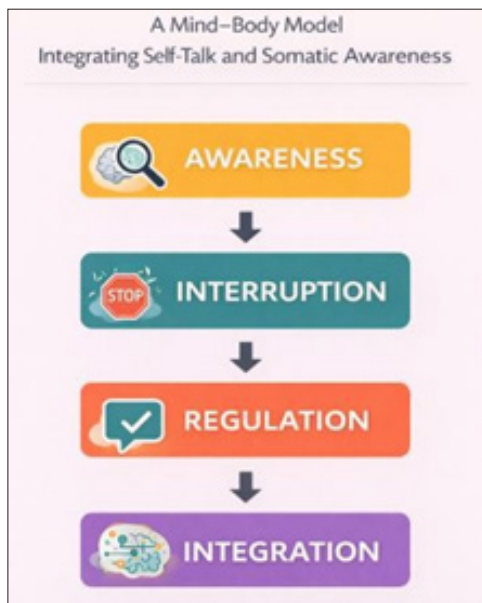 A Mind–Body Model
Integrating Self-Talk and Somatic Awareness
AWARENESS
STOP
INTERRUPTION
REGULATION
INTEGRATION